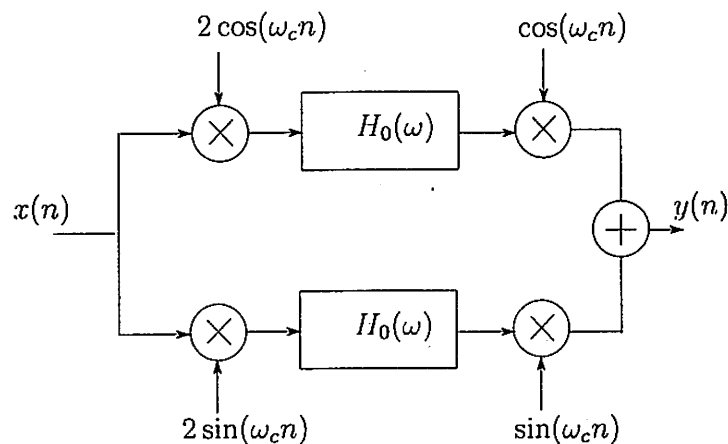 2 cos(ω_c n) cos(ω_c n)
H_0(ω)
x(n)
y(n)
H_0(ω)
2 sin(ω_c n) sin(ω_c n)